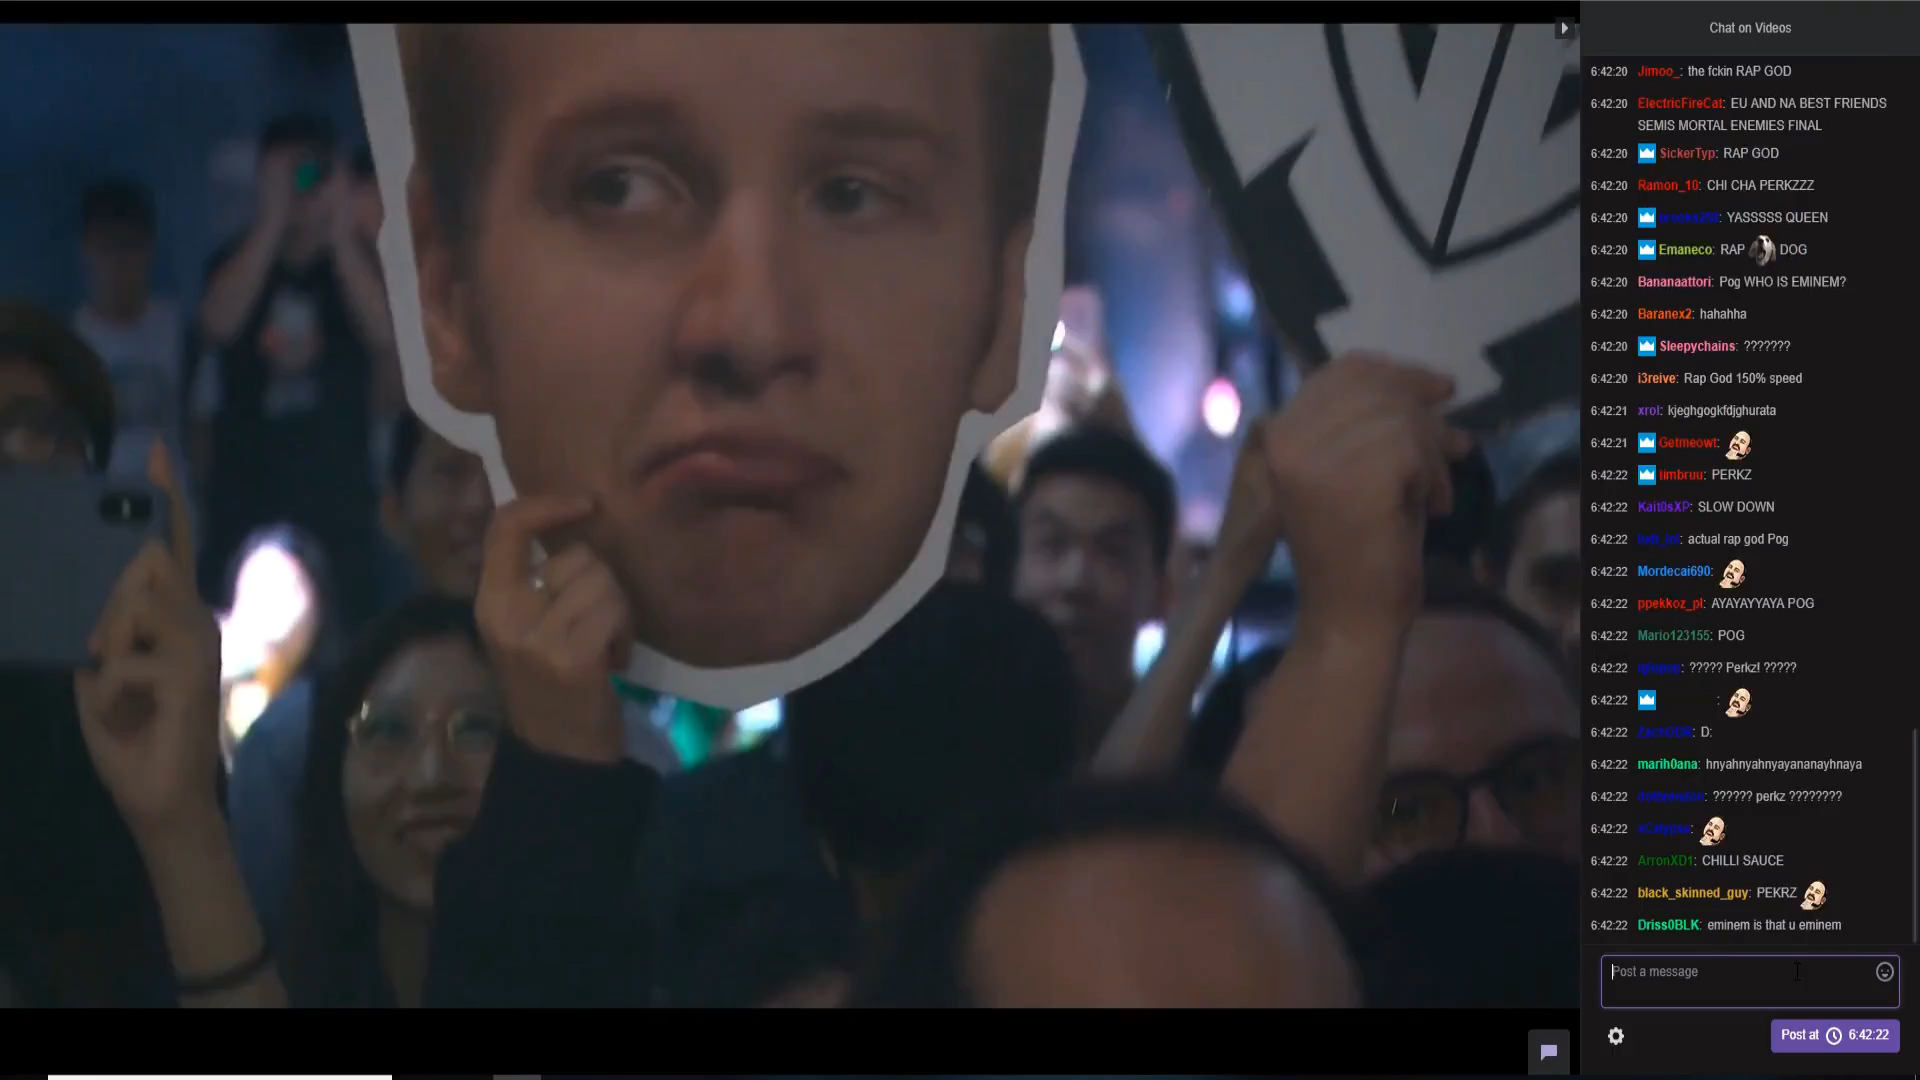 Chat on Videos
6:42:20 Jimoo_: the fckin RAP GOD
6:42:20 ElectricFireCat: EU AND NA BEST FRIENDS
SEMIS MORTAL ENEMIES FINAL
6:42:20 SickerTyp: RAP GOD
6:42:20 Ramon_10: CHI CHA PERKZZZ
6:42:20 : YASSSSS QUEEN
6:42:20 Emaneco: RAP DOG
6:42:20 Bananaattori: Pog WHO IS EMINEM?
6:42:20 Baranex2: hahahha
6:42:20 Sleepychains: ???????
6:42:20 i3reive: Rap God 150% speed
6:42:21 xrol: kjeghgogkfdjghurata
6:42:21 Getmeowt:
6:42:22 timbruu: PERKZ
6:42:22 Kait0sXP: SLOW DOWN
6:42:22 : actual rap god Pog
6:42:22 Mordecai690:
6:42:22 ppekkoz_pl: AYAYAYYAYA POG
6:42:22 Mario123155: POG
6:42:22 : ????? Perkz! ?????
6:42:22 :
6:42:22 : D:
6:42:22 marih0ana: hnyahnyahnyayananayhnaya
6:42:22 : ?????? perkz ????????
6:42:22 :
6:42:22 ArronXD1: CHILLI SAUCE
6:42:22 black_skinned_guy: PEKRZ
6:42:22 Driss0BLK: eminem is that u eminem
Post a message
Post at 6:42:22